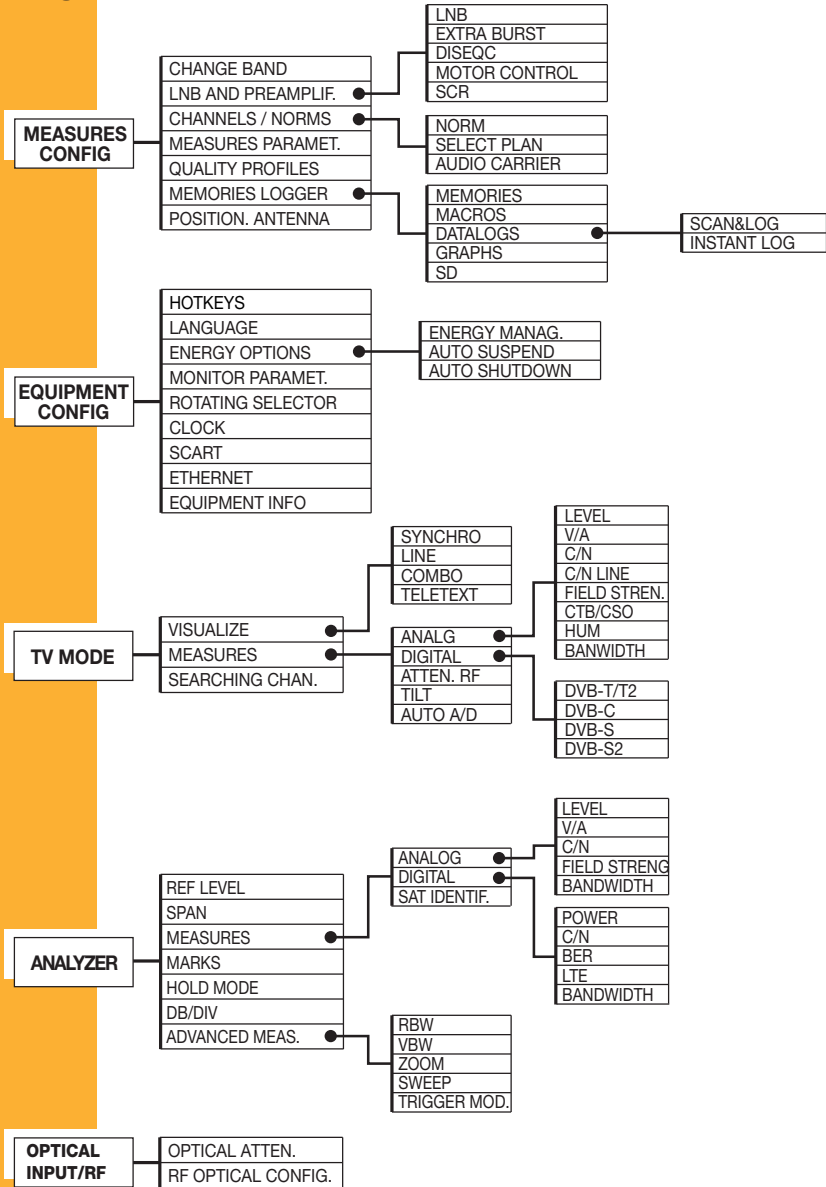 MEASURES
CONFIG
CHANGE BAND
LNB AND PREAMPLIF.
CHANNELS / NORMS
MEASURES PARAMET.
QUALITY PROFILES
MEMORIES LOGGER
POSITION. ANTENNA
LNB
EXTRA BURST
DISEQC
MOTOR CONTROL
SCR
NORM
SELECT PLAN
AUDIO CARRIER
MEMORIES
MACROS
DATALOGS
GRAPHS
SD
SCAN&LOG
INSTANT LOG
EQUIPMENT
CONFIG
HOTKEYS
LANGUAGE
ENERGY OPTIONS
MONITOR PARAMET.
ROTATING SELECTOR
CLOCK
SCART
ETHERNET
EQUIPMENT INFO
ENERGY MANAG.
AUTO SUSPEND
AUTO SHUTDOWN
TV MODE
VISUALIZE
MEASURES
SEARCHING CHAN.
SYNCHRO
LINE
COMBO
TELETEXT
ANALG
DIGITAL
ATTEN. RF
TILT
AUTO A/D
LEVEL
V/A
C/N
C/N LINE
FIELD STREN.
CTB/CSO
HUM
BANWIDTH
DVB-T/T2
DVB-C
DVB-S
DVB-S2
ANALYZER
REF LEVEL
SPAN
MEASURES
MARKS
HOLD MODE
DB/DIV
ADVANCED MEAS.
ANALOG
DIGITAL
SAT IDENTIF.
LEVEL
V/A
C/N
FIELD STRENG
BANDWIDTH
POWER
C/N
BER
LTE
BANDWIDTH
RBW
VBW
ZOOM
SWEEP
TRIGGER MOD.
OPTICAL
INPUT/RF
OPTICAL ATTEN.
RF OPTICAL CONFIG.